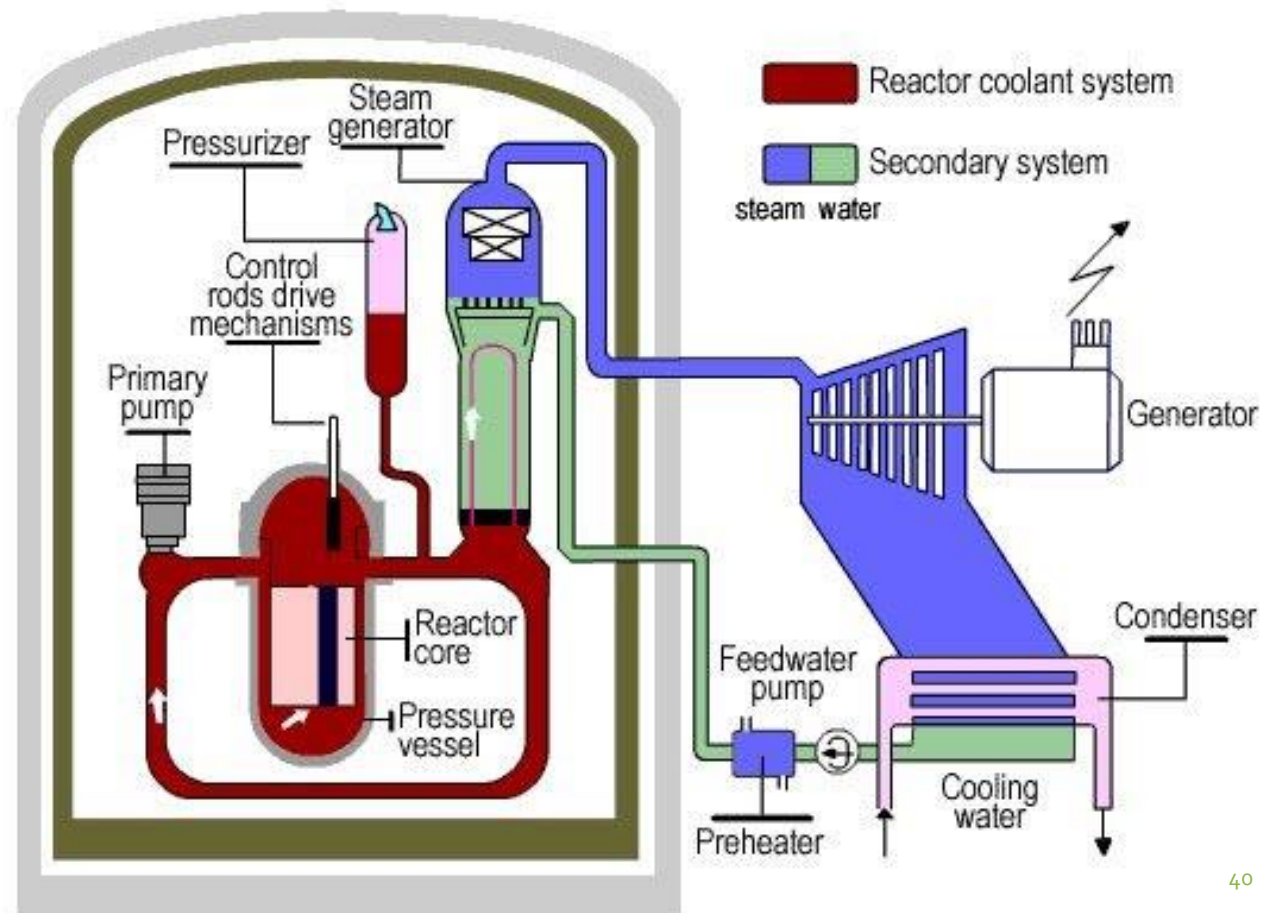 Reactor coolant system
Secondary system
steam water
Steam
generator
Pressurizer
Control
rods drive
mechanisms
Primary
pump
Generator
Reactor
core
Pressure
vessel
Condenser
Feedwater
pump
Cooling
water
Preheater
40